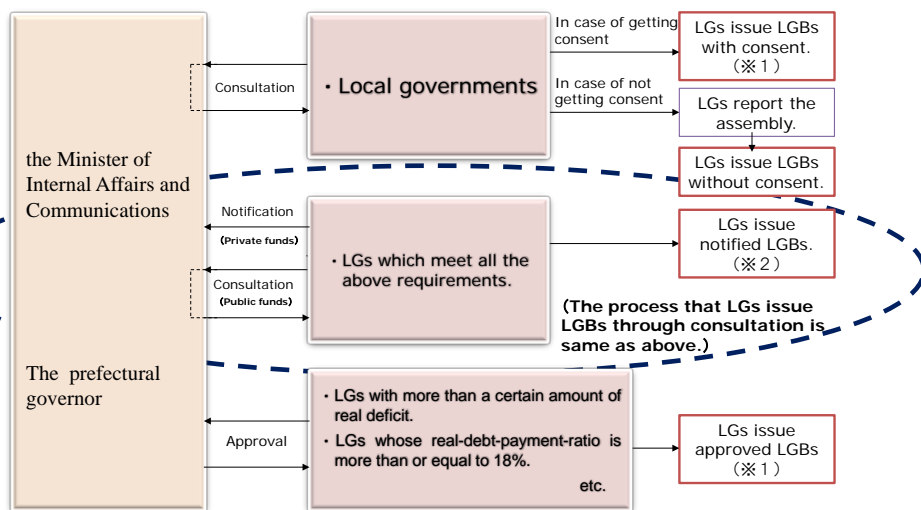 the Minister of
Internal Affairs and
Communications
The prefectural
governor
Consultation
・Local governments
In case of getting
consent
In case of not
getting consent
LGs issue LGBs
with consent.
（※１）
LGs report the
assembly.
LGs issue LGBs
without consent.
Notification
(Private funds)
Consultation
(Public funds)
・LGs which meet all the
above requirements.
LGs issue
notified LGBs.
（※２）
(The process that LGs issue
LGBs through consultation is
same as above.)
Approval
・LGs with more than a certain amount of
real deficit.
・LGs whose real-debt-payment-ratio is
more than or equal to 18%.
etc.
LGs issue
approved LGBs
（※１）